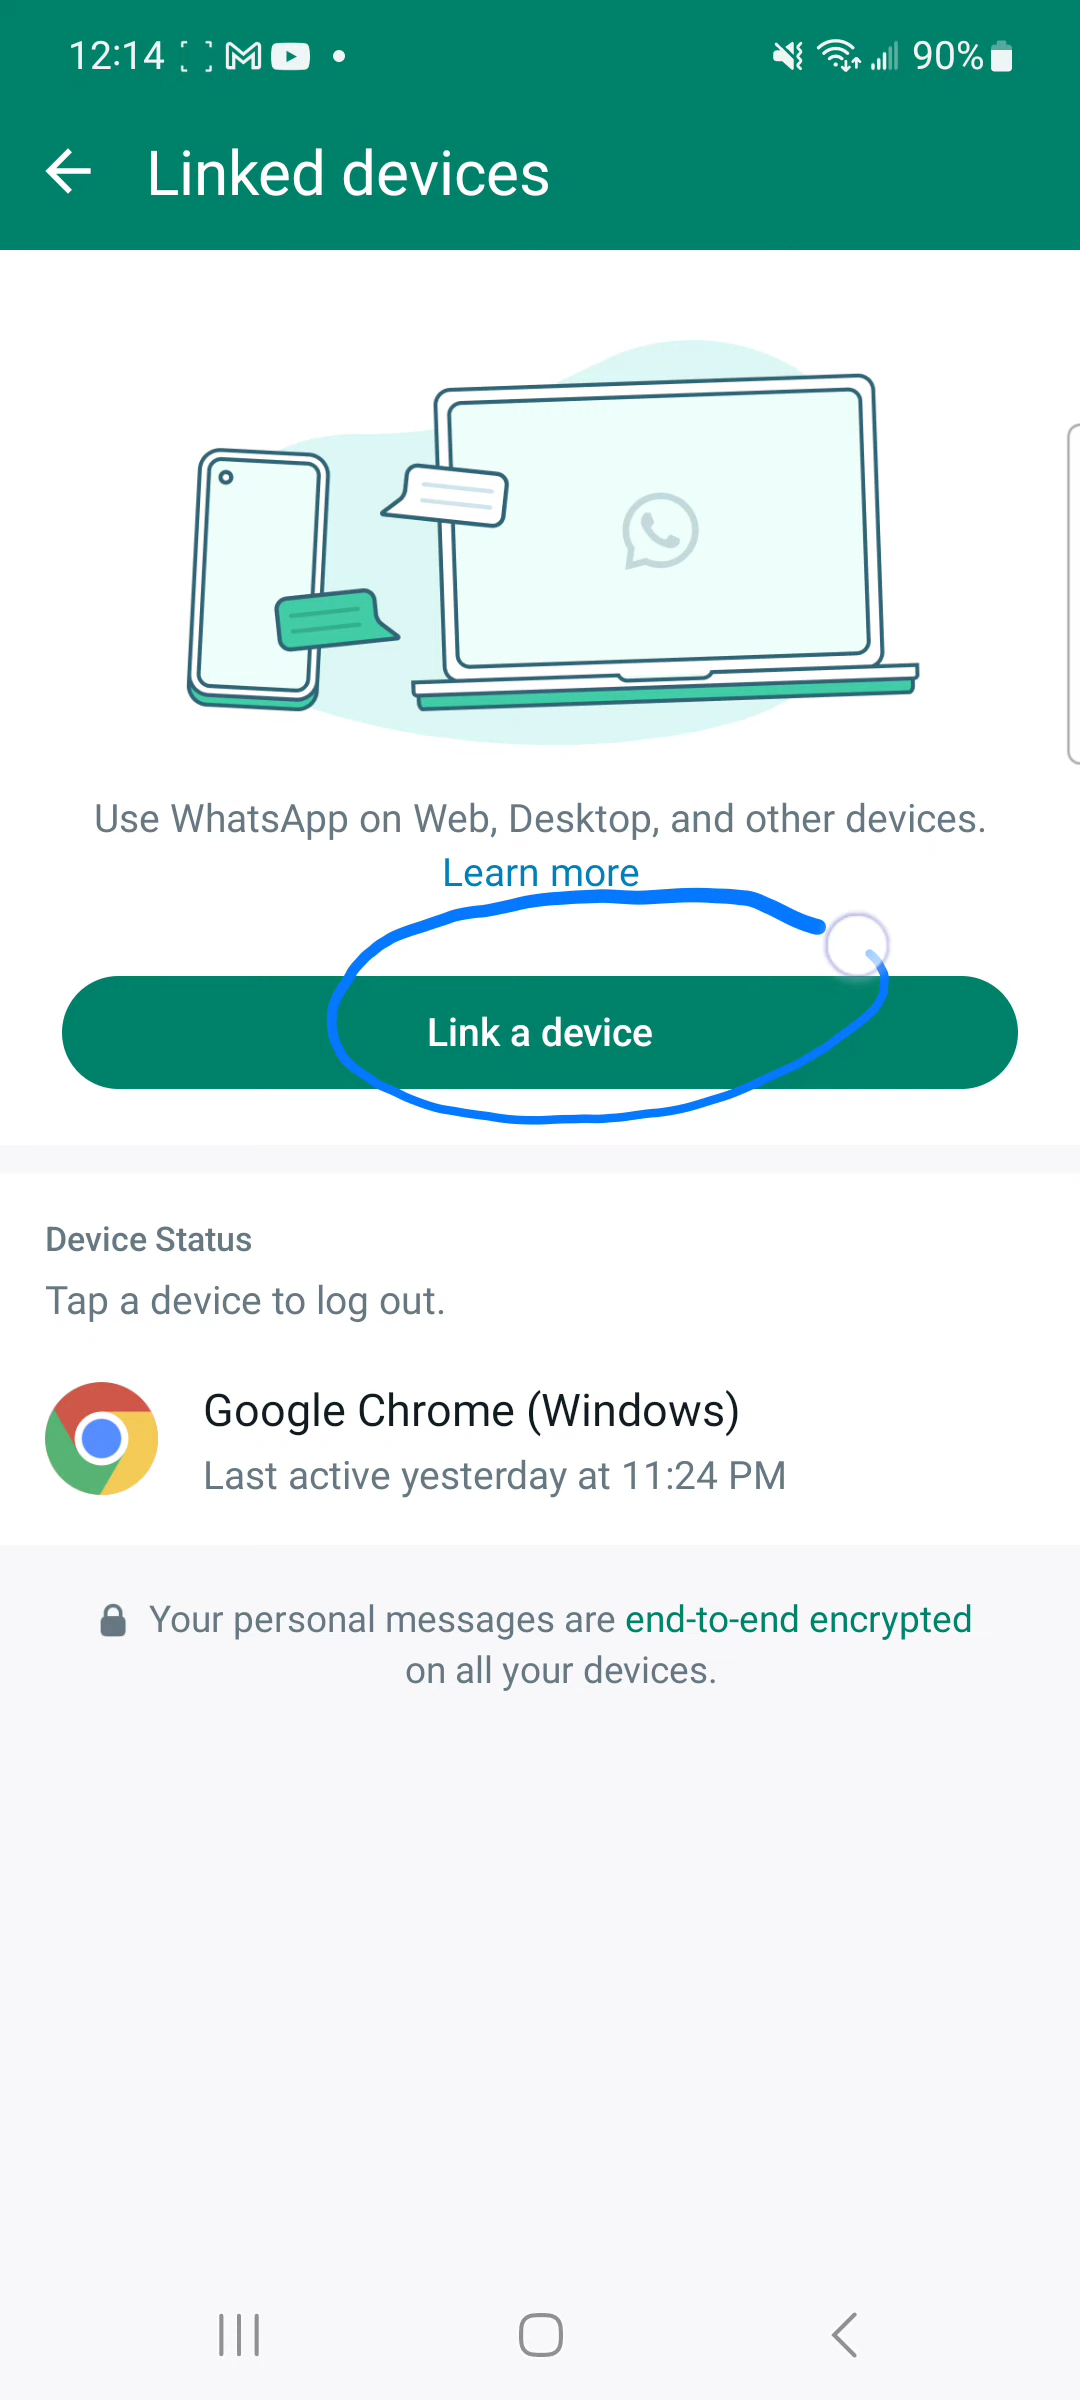 12:14 90%
Linked devices
Use WhatsApp on Web, Desktop, and other devices.
Learn more
Link a device
Device Status
Tap a device to log out.
Google Chrome (Windows)
Last active yesterday at 11:24 PM
Your personal messages are end-to-end encrypted
on all your devices.